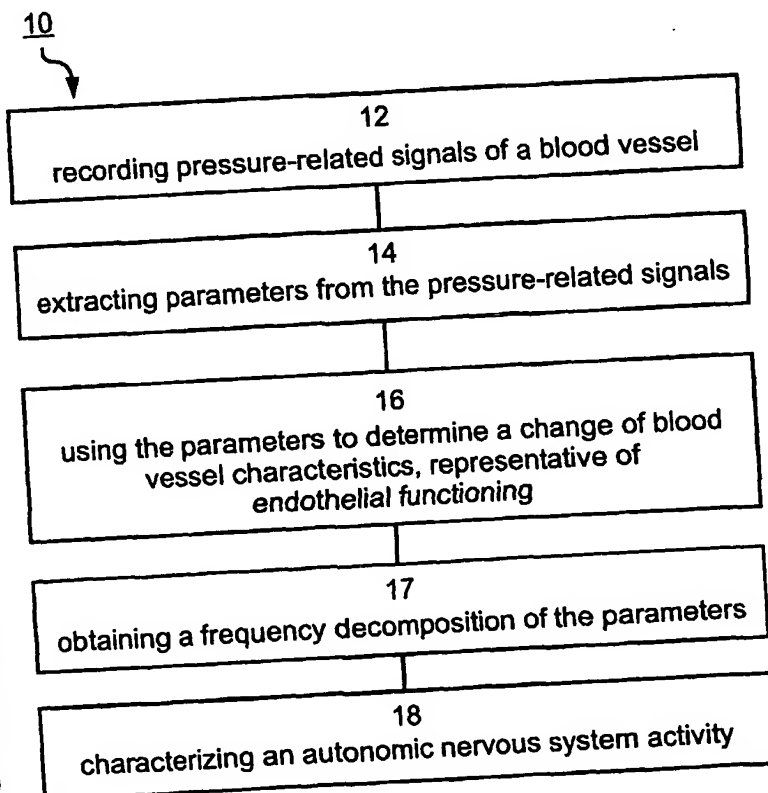 10
12
recording pressure-related signals of a blood vessel
14
extracting parameters from the pressure-related signals
16
using the parameters to determine a change of blood
vessel characteristics, representative of
endothelial functioning
17
obtaining a frequency decomposition of the parameters
18
characterizing an autonomic nervous system activity